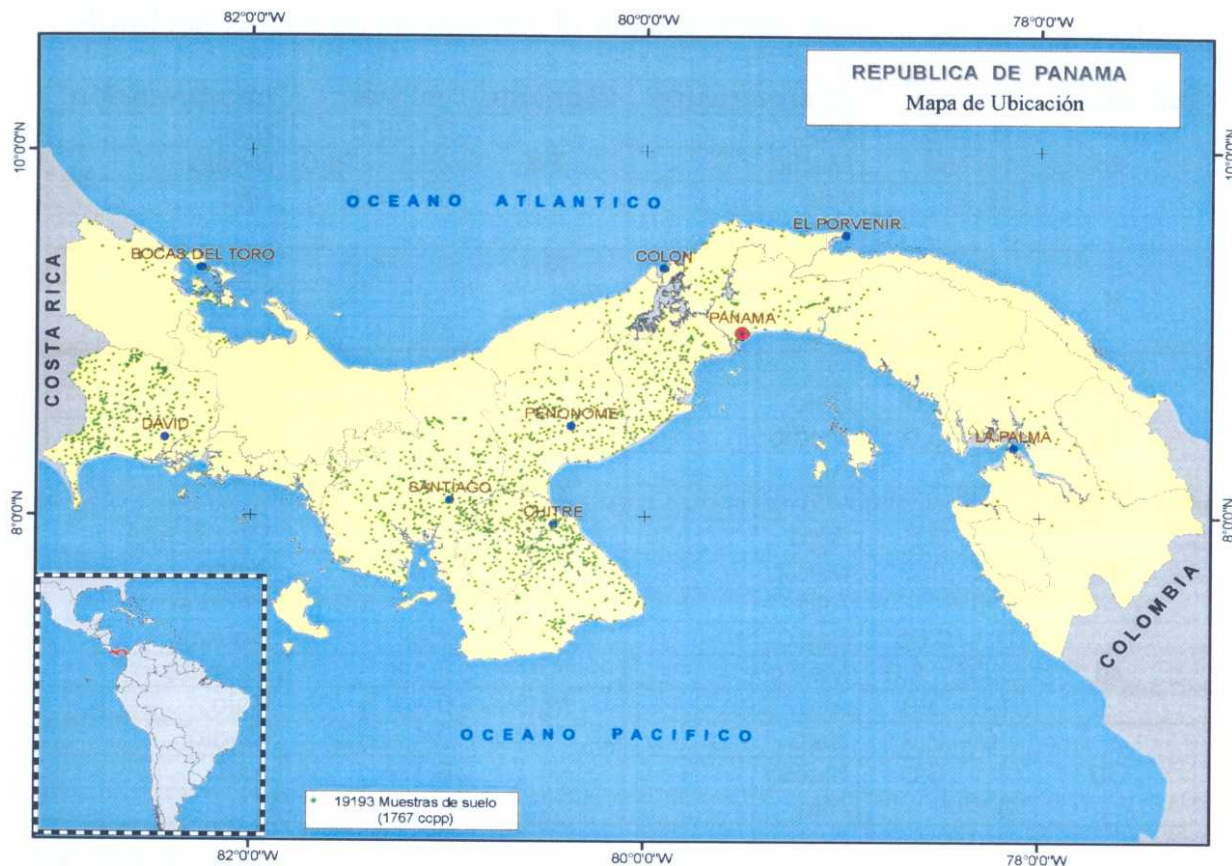 82°0'0"W
80°0'0"W
78°0'0"W
REPUBLICA DE PANAMA
Mapa de Ubicación
10°0'0"N
10°0'0"N
OCEANO ATLANTICO
EL PORVENIR
BOCAS DEL TORO
COLON
COSTA RICA
PANAMA
DAVID
PENONOME
LA PALMA
SANTIAGO
CHITRE
8°0'0"N
8°0'0"N
COLOMBIA
OCEANO PACIFICO
19193 Muestras de suelo
(1767 ccpp)
82°0'0"W
80°0'0"W
78°0'0"W